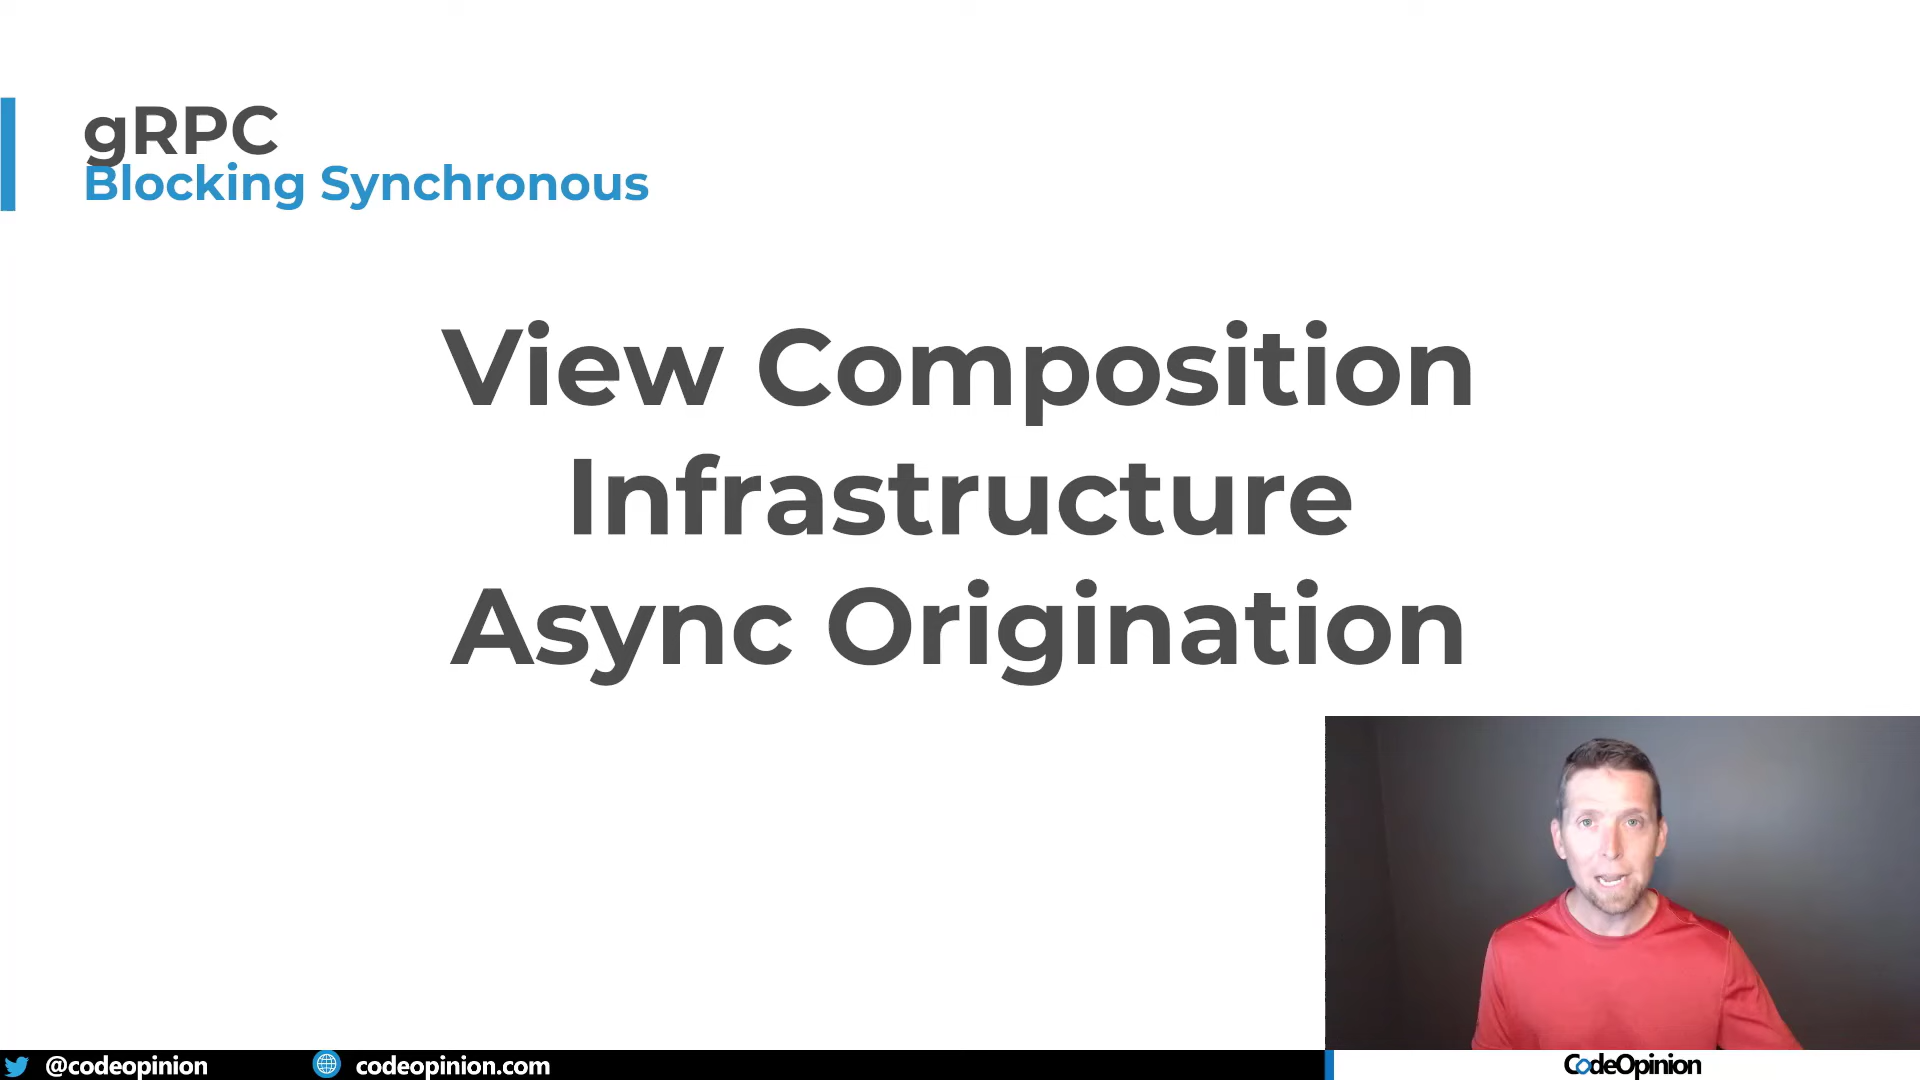 gRPC
Blocking Synchronous
View Composition
Infrastructure
Async Origination
@codeopinion
codeopinion.com
CodeOpinion